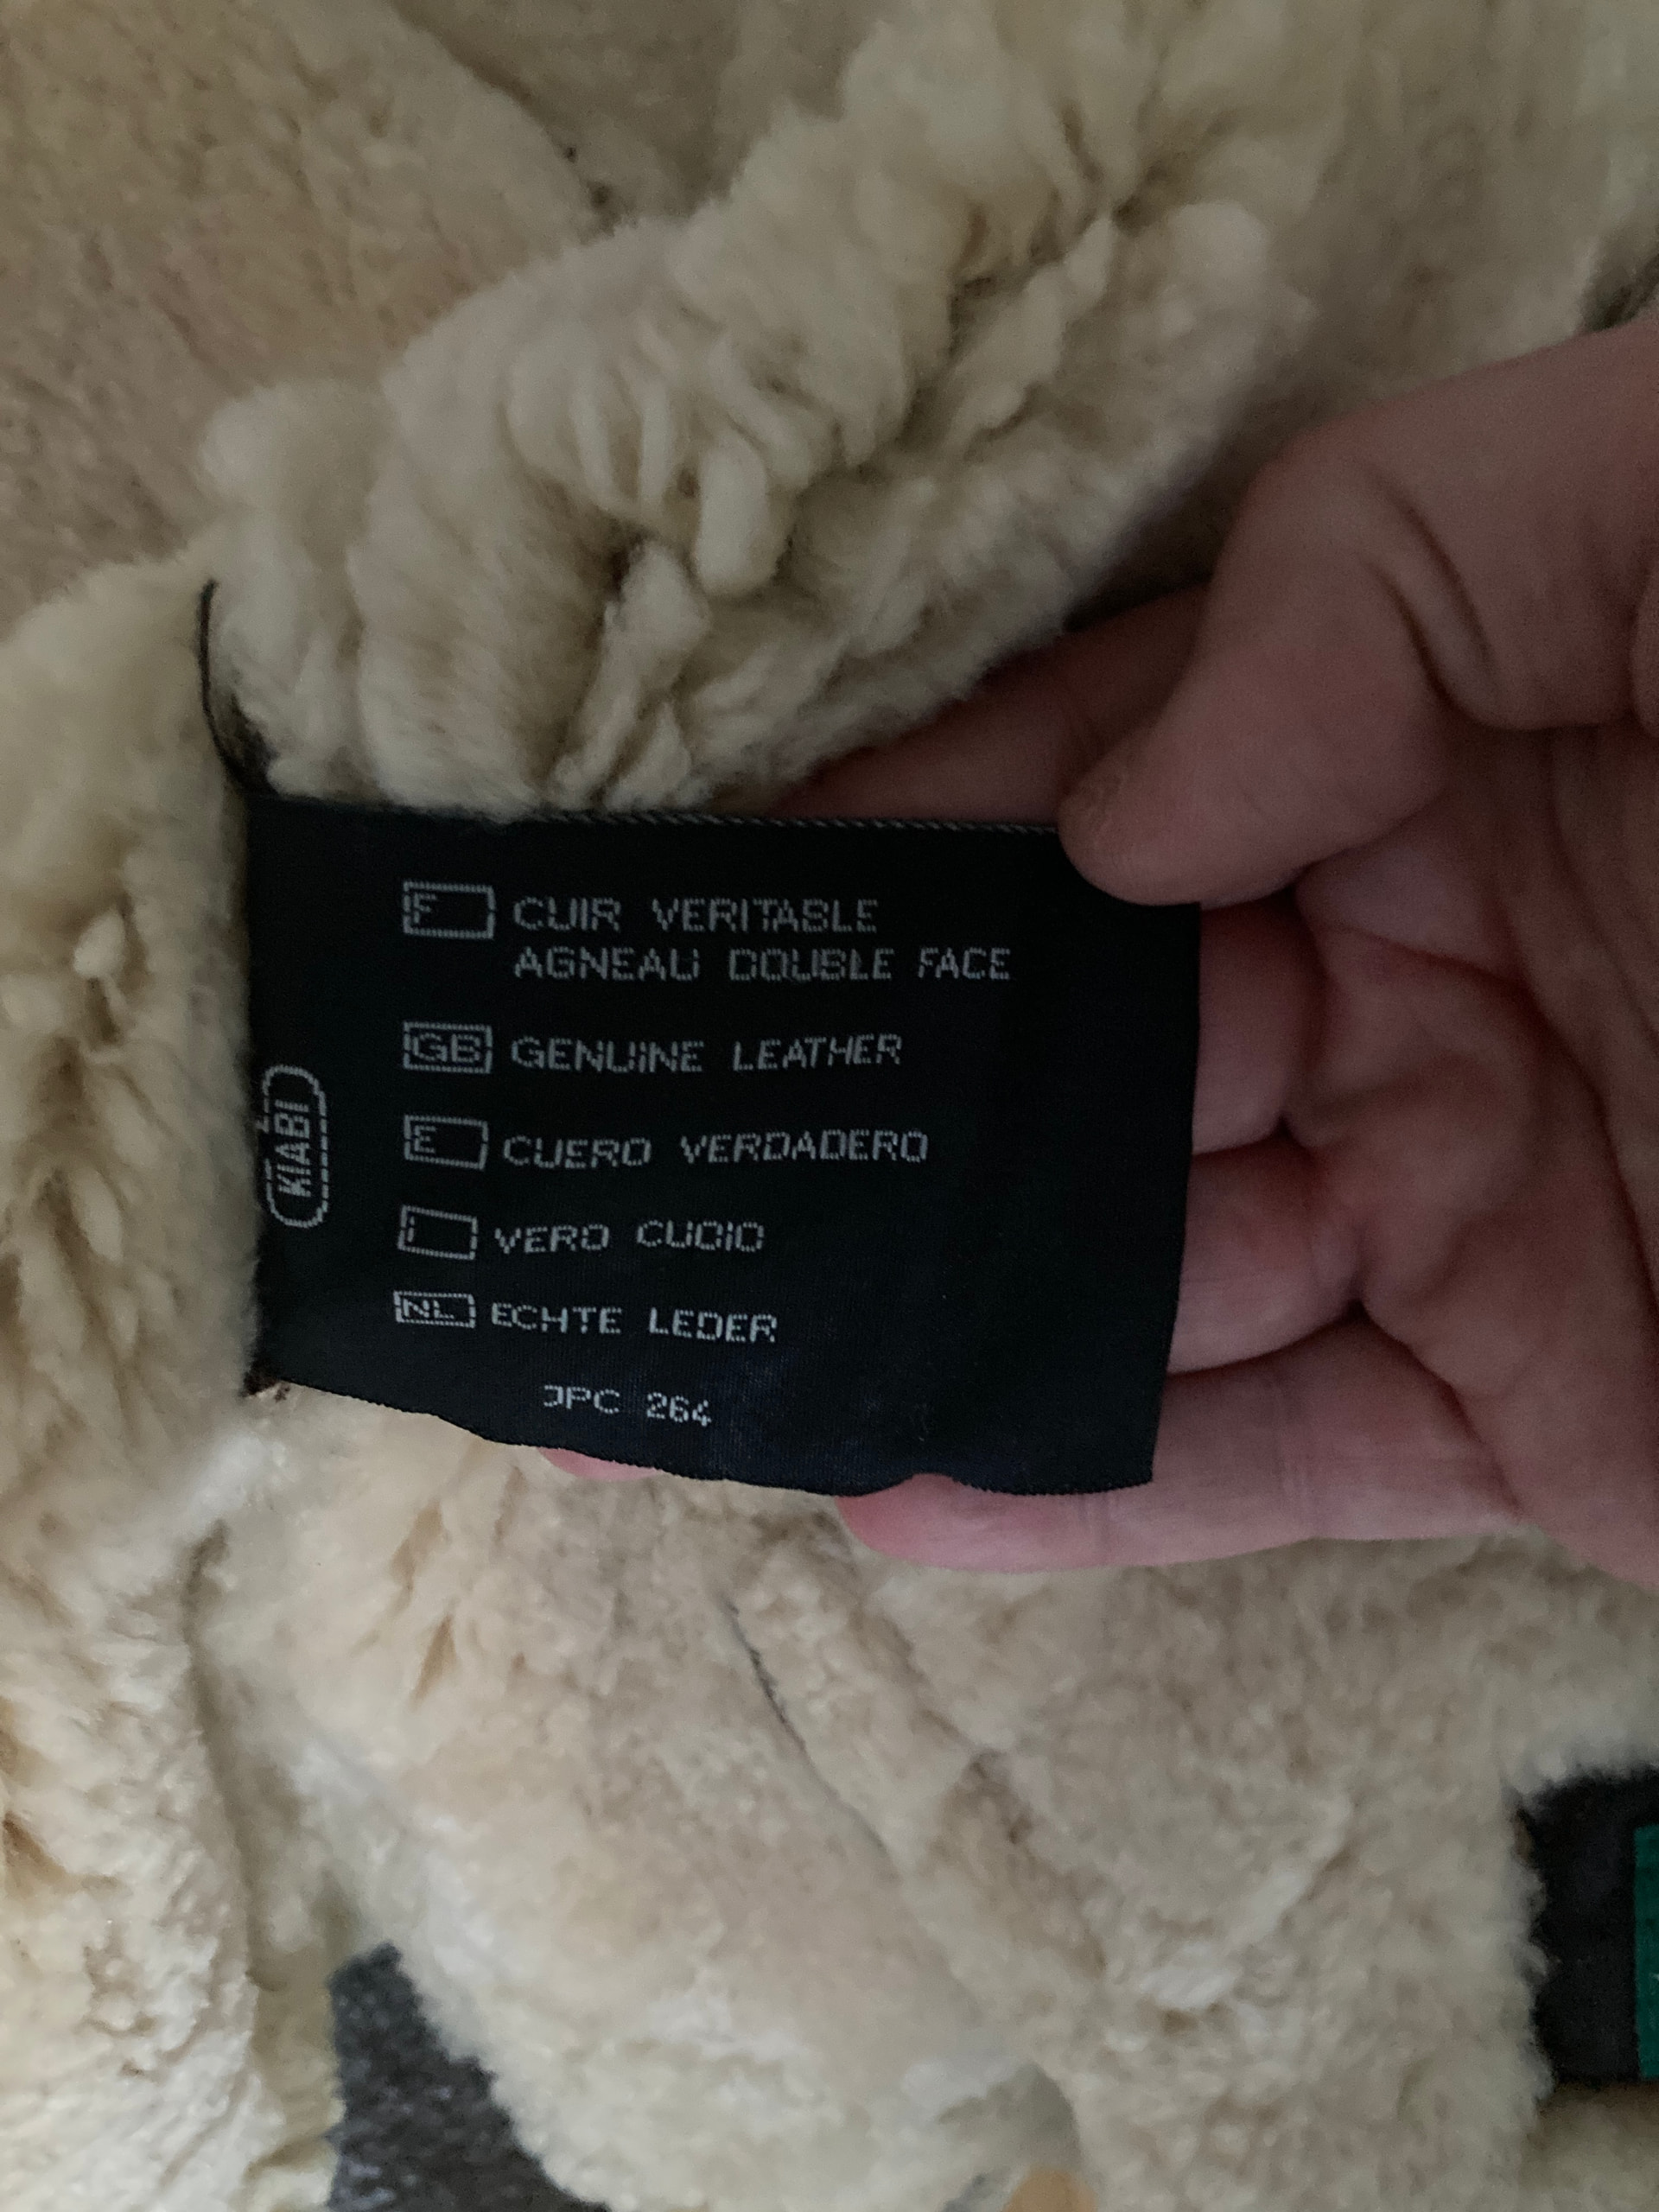 F CUIR VERITABLE
AGNEAU DOUBLE FACE
GB GENUINE LEATHER
E CUERO VERDADERO
I VERO CUOIO
NL ECHTE LEDER
JPC 264
KIABI